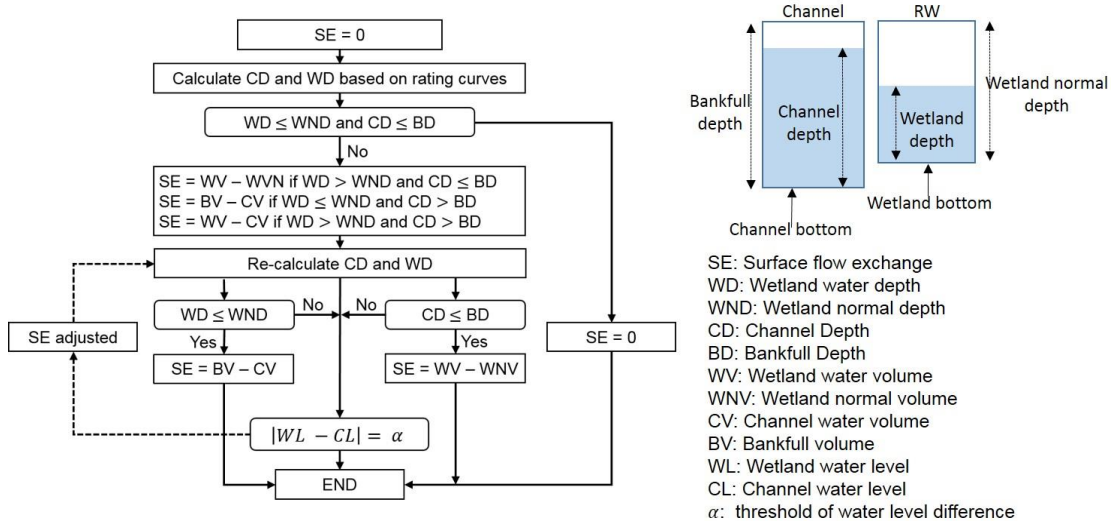 SE = 0
Calculate CD and WD based on rating curves
WD ≤ WND and CD ≤ BD
No
SE = WV – WVN if WD > WND and CD ≤ BD
SE = BV – CV if WD ≤ WND and CD > BD
SE = WV – CV if WD > WND and CD > BD
Re-calculate CD and WD
WD ≤ WND
No
No
CD ≤ BD
SE adjusted
Yes
Yes
SE = 0
SE = BV – CV
SE = WV – WNV
|WL – CL| = α
END
Channel
RW
Bankfull
depth
Channel
depth
Wetland
depth
Wetland normal
depth
Wetland bottom
Channel bottom
SE: Surface flow exchange
WD: Wetland water depth
WND: Wetland normal depth
CD: Channel Depth
BD: Bankfull Depth
WV: Wetland water volume
WNV: Wetland normal volume
CV: Channel water volume
BV: Bankfull volume
WL: Wetland water level
CL: Channel water level
α: threshold of water level difference